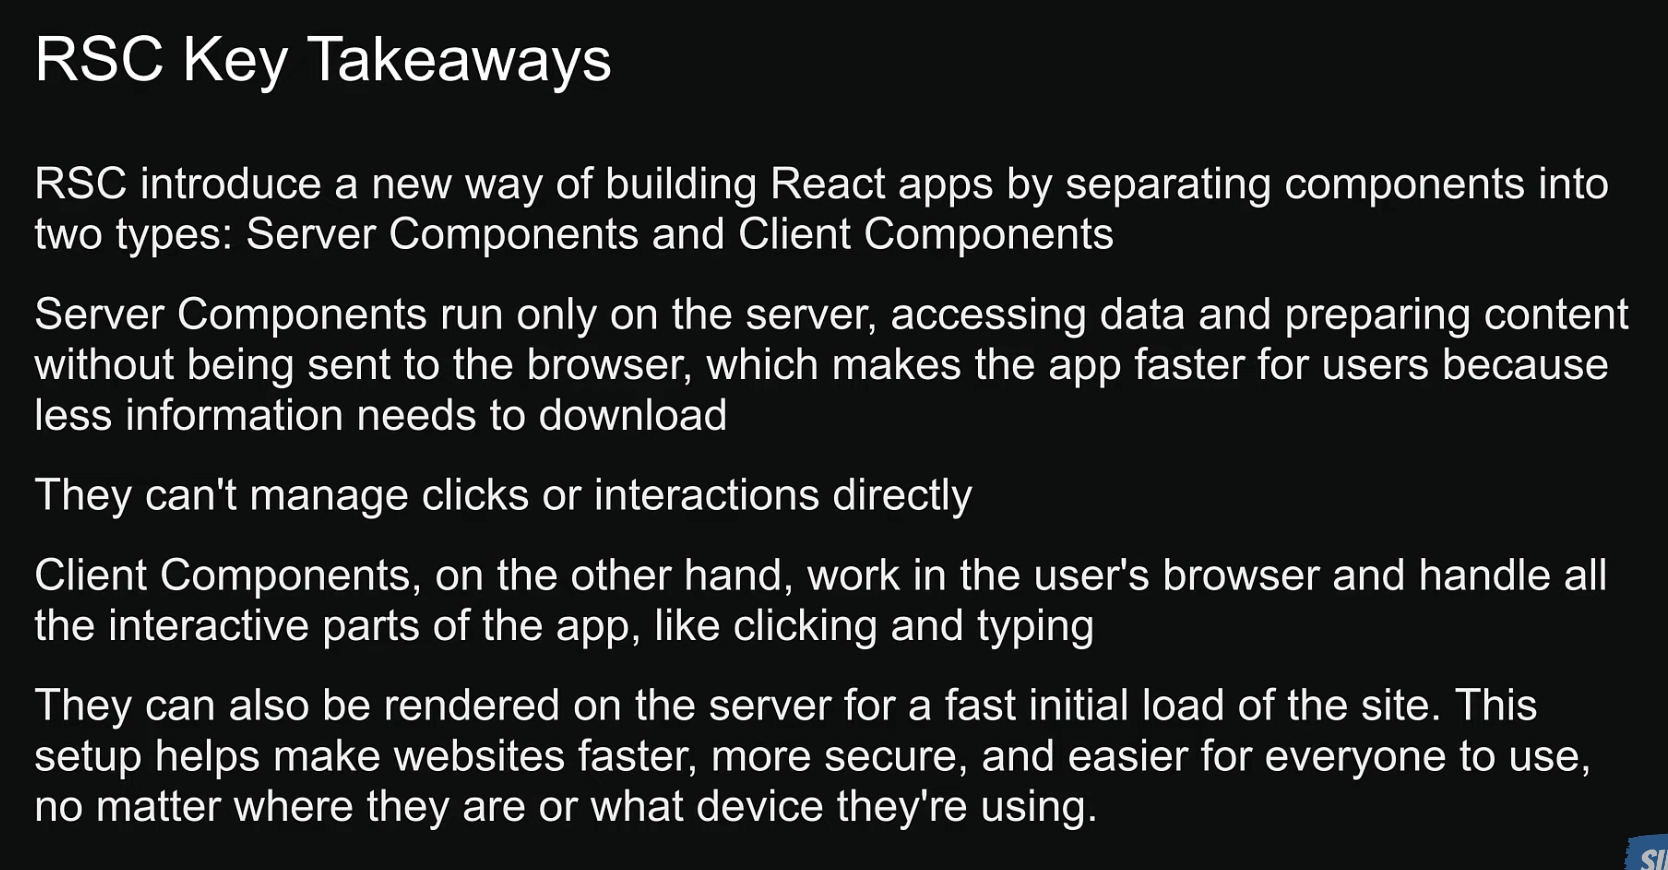 RSC Key Takeaways
RSC introduce a new way of building React apps by separating components into
two types: Server Components and Client Components
Server Components run only on the server, accessing data and preparing content
without being sent to the browser, which makes the app faster for users because
less information needs to download
They can't manage clicks or interactions directly
Client Components, on the other hand, work in the user's browser and handle all
the interactive parts of the app, like clicking and typing
They can also be rendered on the server for a fast initial load of the site. This
setup helps make websites faster, more secure, and easier for everyone to use,
no matter where they are or what device they're using.